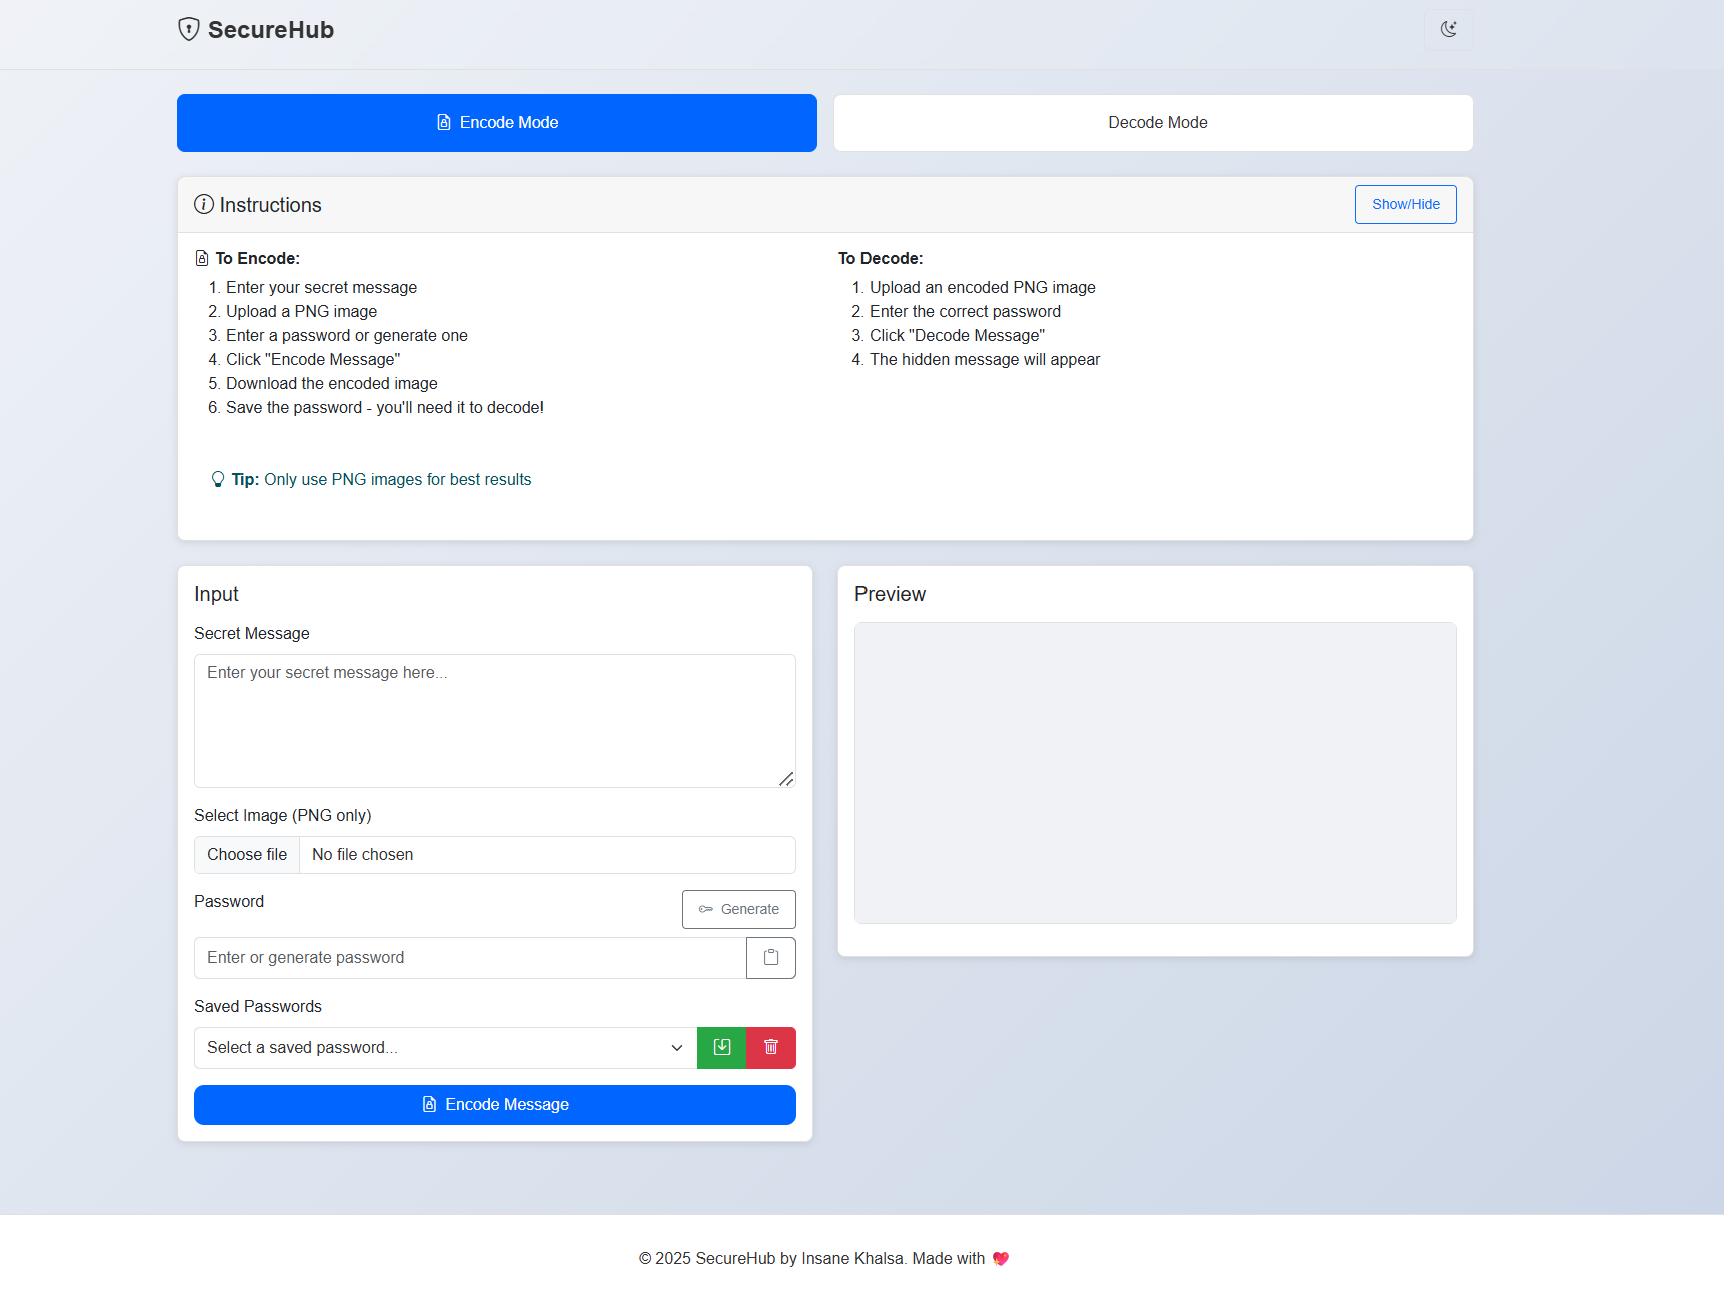 SecureHub
Encode Mode
Decode Mode
Instructions
Show/Hide
To Encode:
1. Enter your secret message
2. Upload a PNG image
3. Enter a password or generate one
4. Click "Encode Message"
5. Download the encoded image
6. Save the password - you'll need it to decode!
To Decode:
1. Upload an encoded PNG image
2. Enter the correct password
3. Click "Decode Message"
4. The hidden message will appear
Tip: Only use PNG images for best results
Input
Secret Message
Enter your secret message here...
Select Image (PNG only)
Choose file No file chosen
Password
Generate
Enter or generate password
Saved Passwords
Select a saved password...
Encode Message
Preview
© 2025 SecureHub by Insane Khalsa. Made with 💖